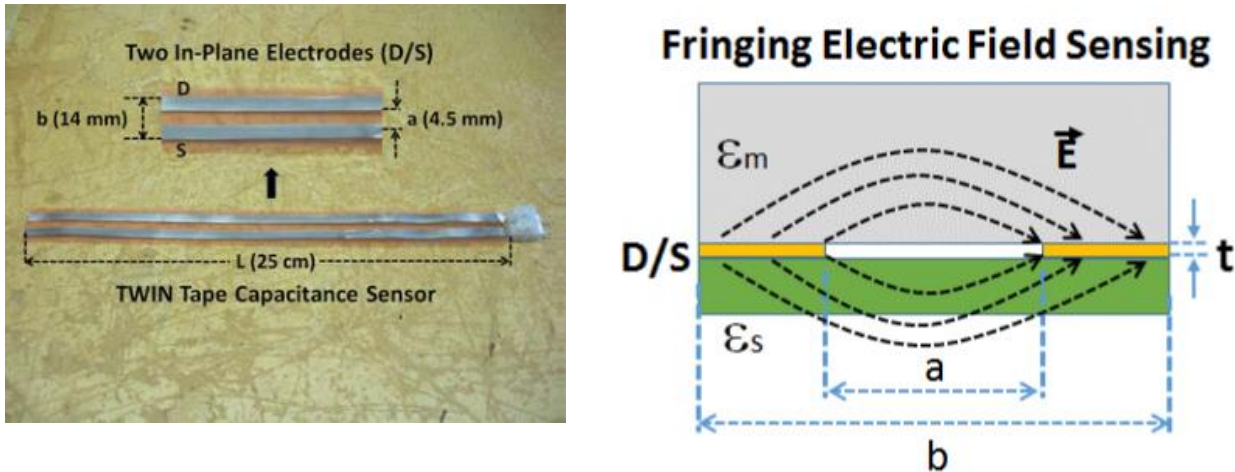 Two In-Plane Electrodes (D/S)
D
b (14 mm)
a (4.5 mm)
S
L (25 cm)
TWIN Tape Capacitance Sensor
Fringing Electric Field Sensing
εm
E
D/S
t
εs
a
b